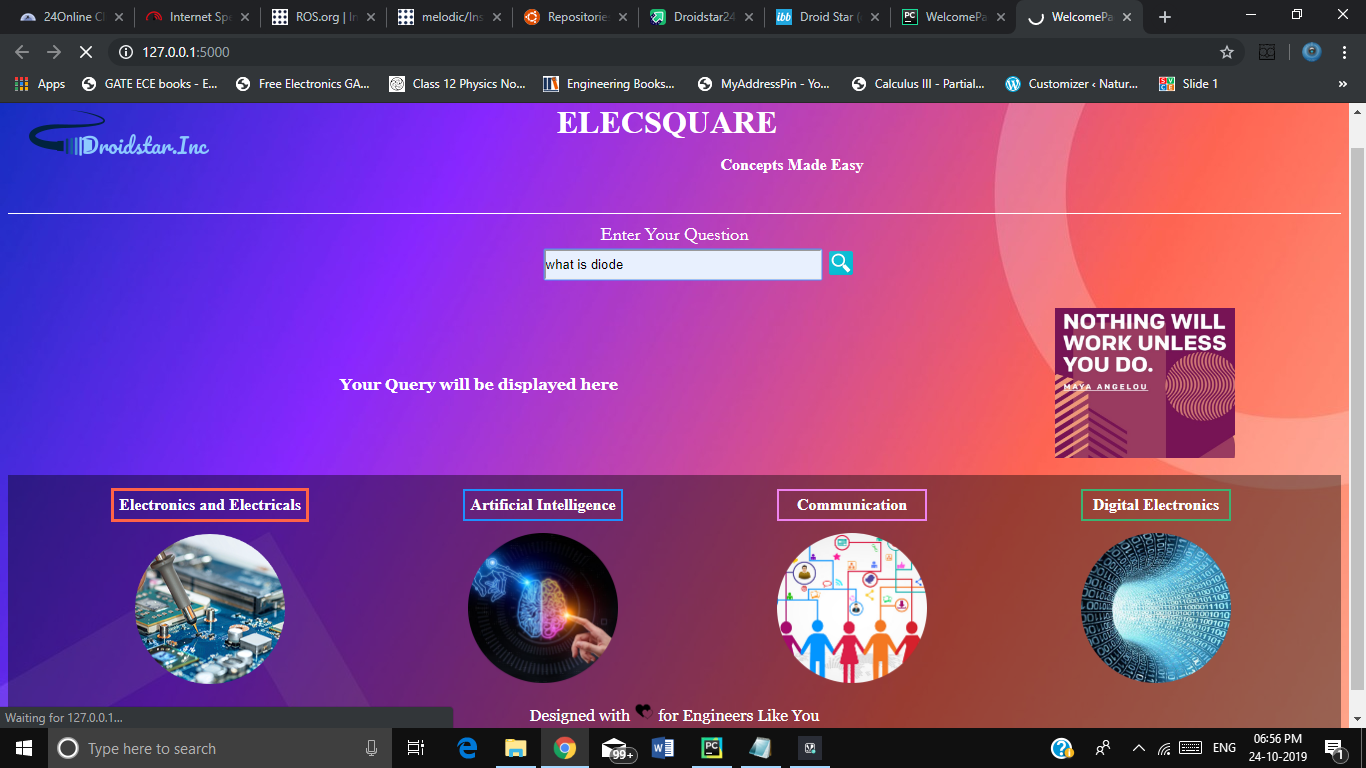 24Online Cl
Internet Spe
ROS.org | In
melodic/Ins
Repositories
Droidstar24
Droid Star (
WelcomePa
WelcomePa
127.0.0.1:5000
Apps
GATE ECE books - E...
Free Electronics GA...
Class 12 Physics No...
Engineering Books...
MyAddressPin - Yo...
Calculus III - Partial...
Customizer ‹ Natur...
Slide 1
»
Droidstar.Inc
ELECSQUARE
Concepts Made Easy
Enter Your Question
what is diode
NOTHING WILL
WORK UNLESS
YOU DO.
MAYA ANGELOU
Your Query will be displayed here
Electronics and Electricals
Artificial Intelligence
Communication
Digital Electronics
Designed with for Engineers Like You
Waiting for 127.0.0.1...
Type here to search
99+
ENG
06:56 PM
24-10-2019
1